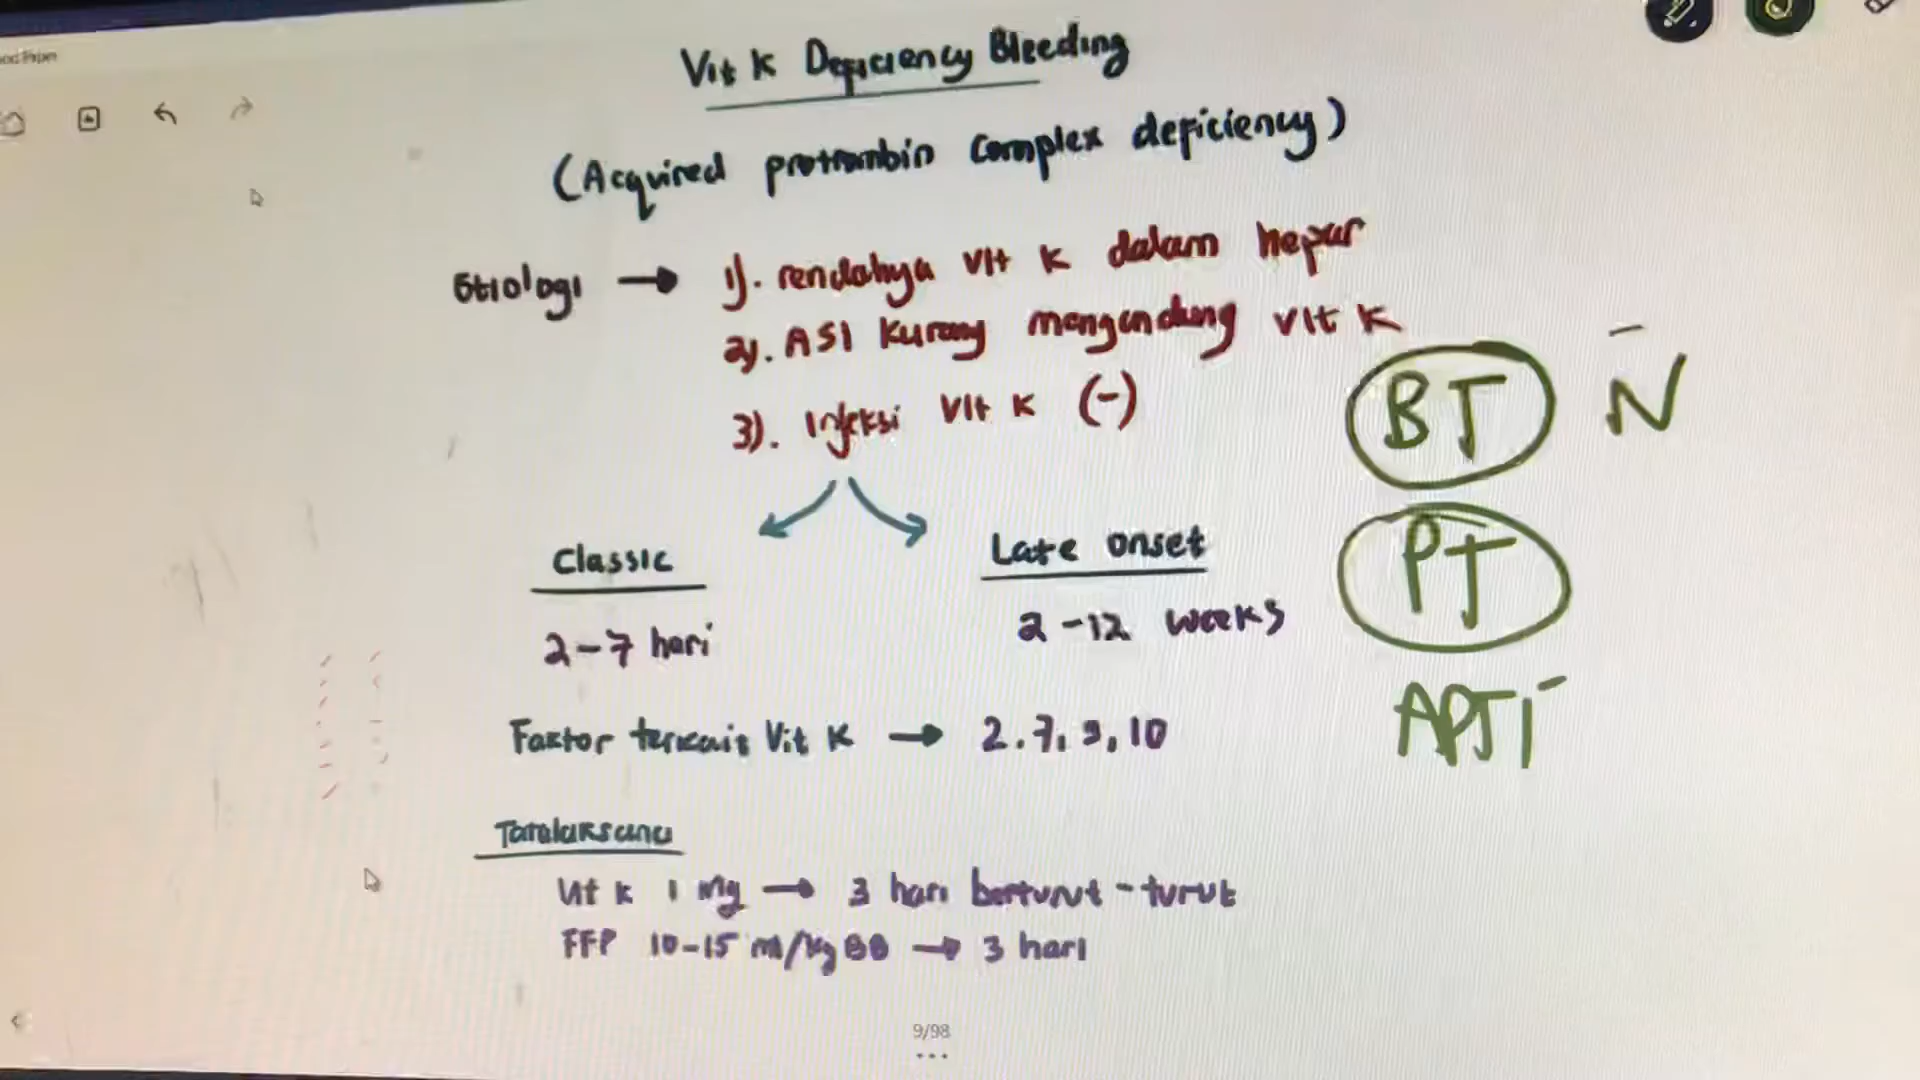 Vit K Deficiency Bleeding
(Acquired protrombin complex deficiency)
Etiologi → 1). rendahya Vit K dalam hepar
2). ASI kurang mengandung Vit K
3). Injeksi Vit K (-)
BT N
PT
APTT
Classic
2-7 hari
Late onset
2-12 weeks
Faktor terkait Vit K → 2.7, 9, 10
Tatalaksana
Vit K 1 mg → 3 hari berturut-turut
FFP 10-15 ml/kg BB → 3 hari
9/98